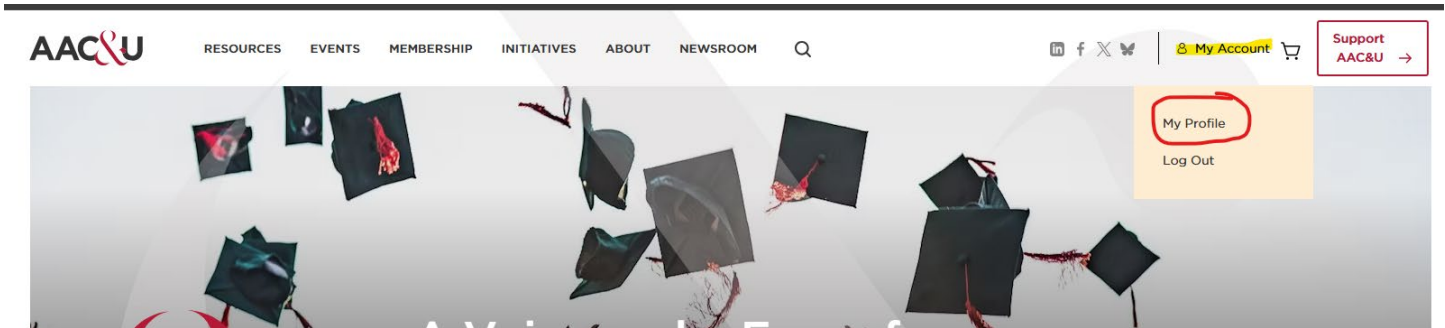 AAC&U RESOURCES EVENTS MEMBERSHIP INITIATIVES ABOUT NEWSROOM My Account Support
AAC&U →
My Profile
Log Out